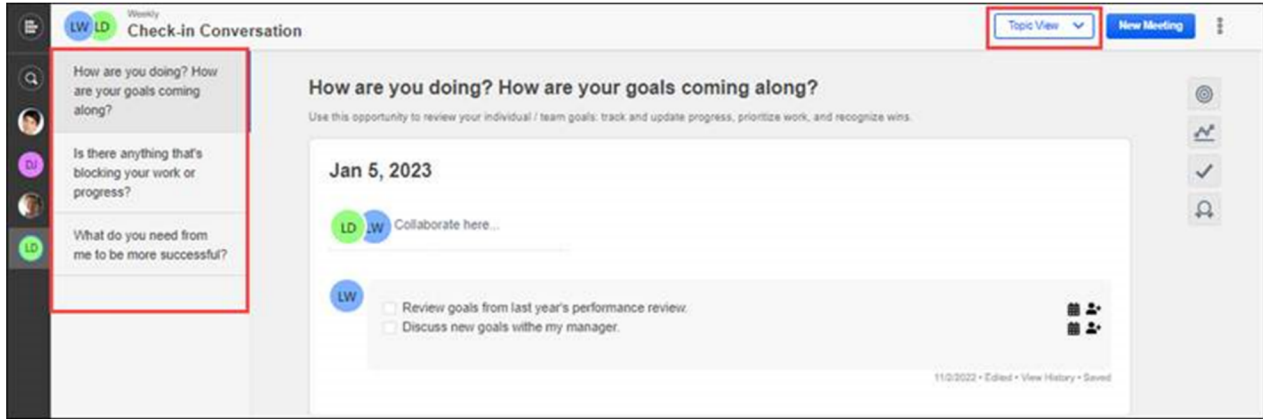 LW LD
Weekly
Check-in Conversation
Topic View
New Meeting
How are you doing? How
are your goals coming
along?
Is there anything that's
blocking your work or
progress?
What do you need from
me to be more successful?
DJ
LD
How are you doing? How are your goals coming along?
Use this opportunity to review your individual / team goals: track and update progress, prioritize work, and recognize wins.
Jan 5, 2023
LD LW Collaborate here...
LW
Review goals from last year's performance review.
Discuss new goals withe my manager.
11/2/2022 • Edited • View History • Saved